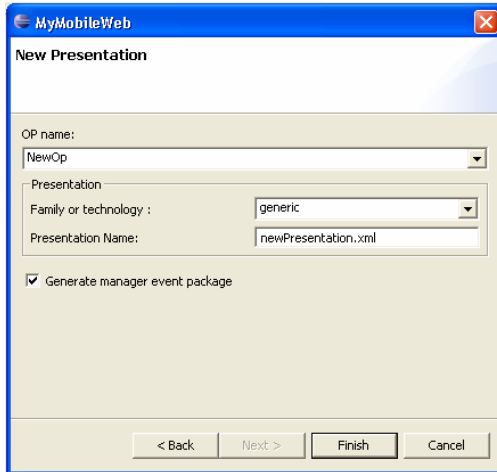 MyMobileWeb
New Presentation
OP name:
NewOp
Presentation
Family or technology :
generic
Presentation Name:
newPresentation.xml
Generate manager event package
< Back
Next >
Finish
Cancel